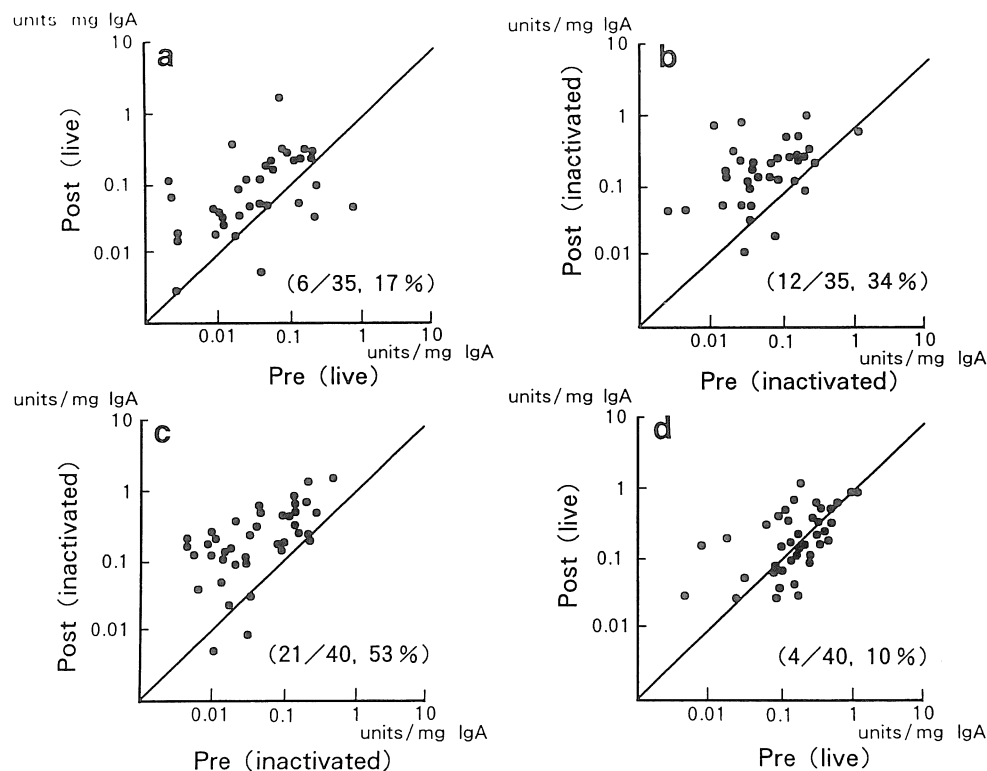 units mg IgA
10
1
0.1
0.01
a
Post (live)
(6/35, 17%)
0.01 0.1 1 10
units/mg IgA
Pre (live)
units/mg IgA
10
1
0.1
0.01
b
Post (inactivated)
(12/35, 34%)
0.01 0.1 1 10
units/mg IgA
Pre (inactivated)
units/mg IgA
10
1
0.1
0.01
c
Post (inactivated)
(21/40, 53%)
0.01 0.1 1 10
units/mg IgA
Pre (inactivated)
units/mg IgA
10
1
0.1
0.01
d
Post (live)
(4/40, 10%)
0.01 0.1 1 10
units/mg IgA
Pre (live)